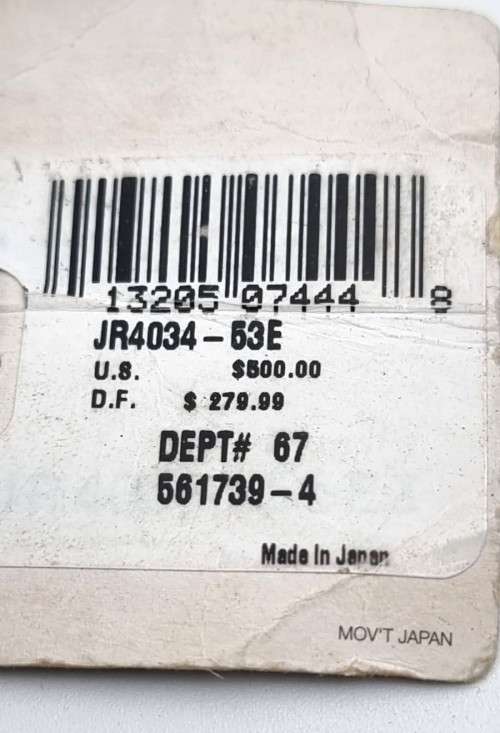 13205 07444 8
JR4034-53E
U.S. $500.00
D.F. $ 279.99
DEPT# 67
561739-4
Made In Japan
MOV'T JAPAN